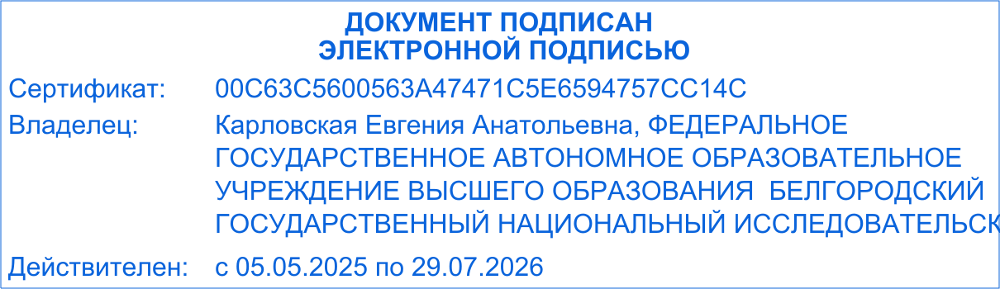 ДОКУМЕНТ ПОДПИСАН
ЭЛЕКТРОННОЙ ПОДПИСЬЮ
Сертификат: 00C63C5600563A47471C5E6594757CC14C
Владелец: Карловская Евгения Анатольевна, ФЕДЕРАЛЬНОЕ
ГОСУДАРСТВЕННОЕ АВТОНОМНОЕ ОБРАЗОВАТЕЛЬНОЕ
УЧРЕЖДЕНИЕ ВЫСШЕГО ОБРАЗОВАНИЯ БЕЛГОРОДСКИЙ
ГОСУДАРСТВЕННЫЙ НАЦИОНАЛЬНЫЙ ИССЛЕДОВАТЕЛЬСК
Действителен: с 05.05.2025 по 29.07.2026